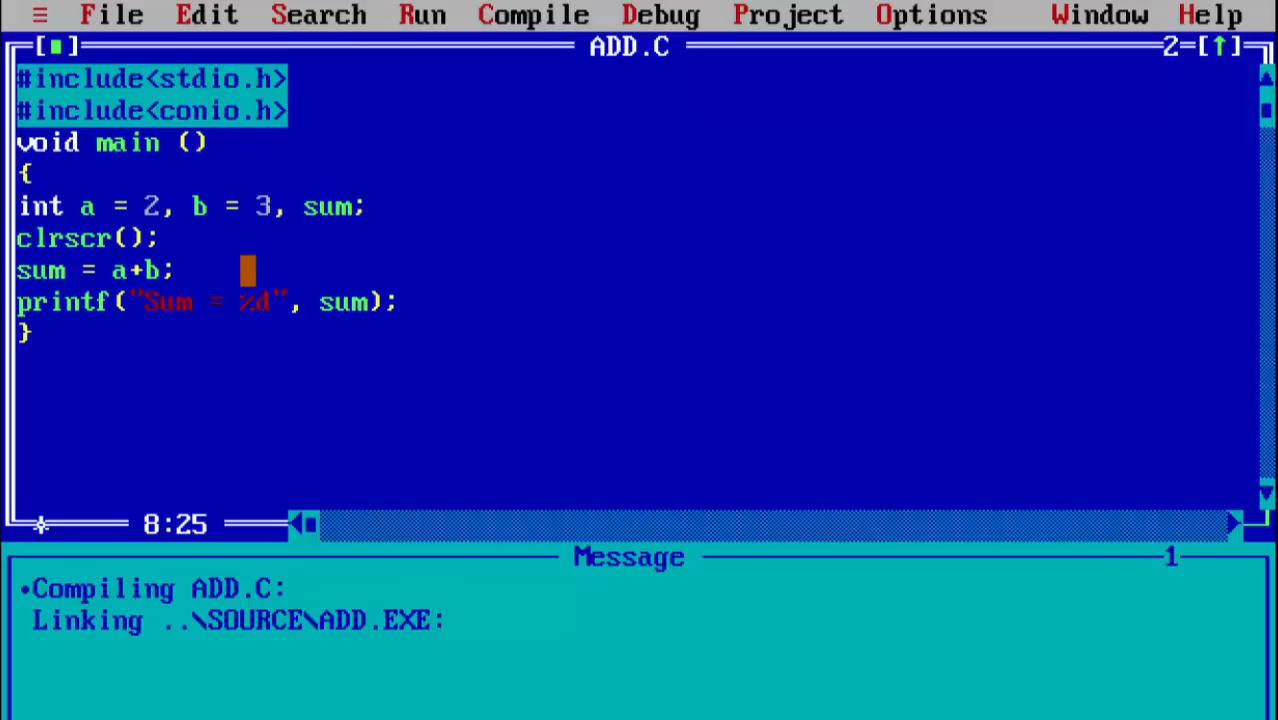 ≡ File Edit Search Run Compile Debug Project Options Window Help
[■] ADD.C 2=[↑]
#include<stdio.h>
#include<conio.h>
void main ()
{
int a = 2, b = 3, sum;
clrscr();
sum = a+b;
printf("Sum = %d", sum);
}
8:25
Message 1
•Compiling ADD.C:
Linking ..\SOURCE\ADD.EXE: